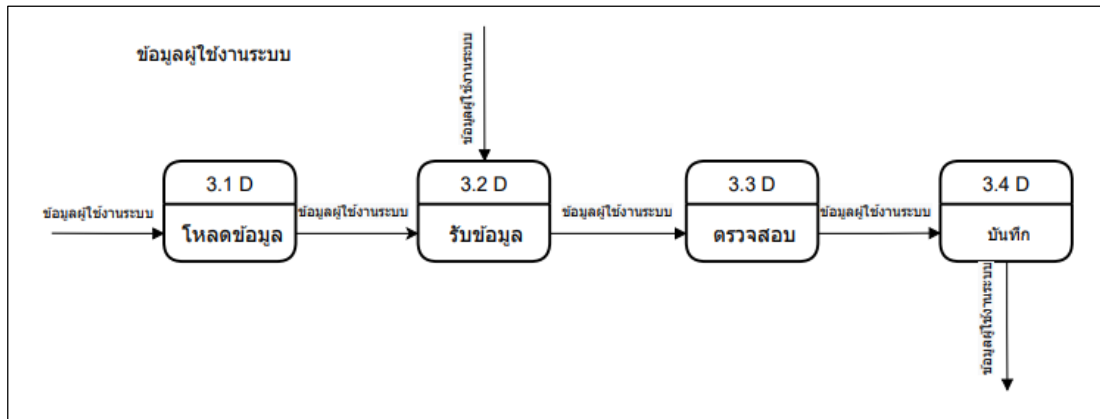 ข้อมูลผู้ใช้งานระบบ
ข้อมูลผู้ใช้งานระบบ
3.1 D
3.2 D
3.3 D
3.4 D
ข้อมูลผู้ใช้งานระบบ
โหลดข้อมูล
ข้อมูลผู้ใช้งานระบบ
รับข้อมูล
ข้อมูลผู้ใช้งานระบบ
ตรวจสอบ
ข้อมูลผู้ใช้งานระบบ
บันทึก
ข้อมูลผู้ใช้งานระบบ